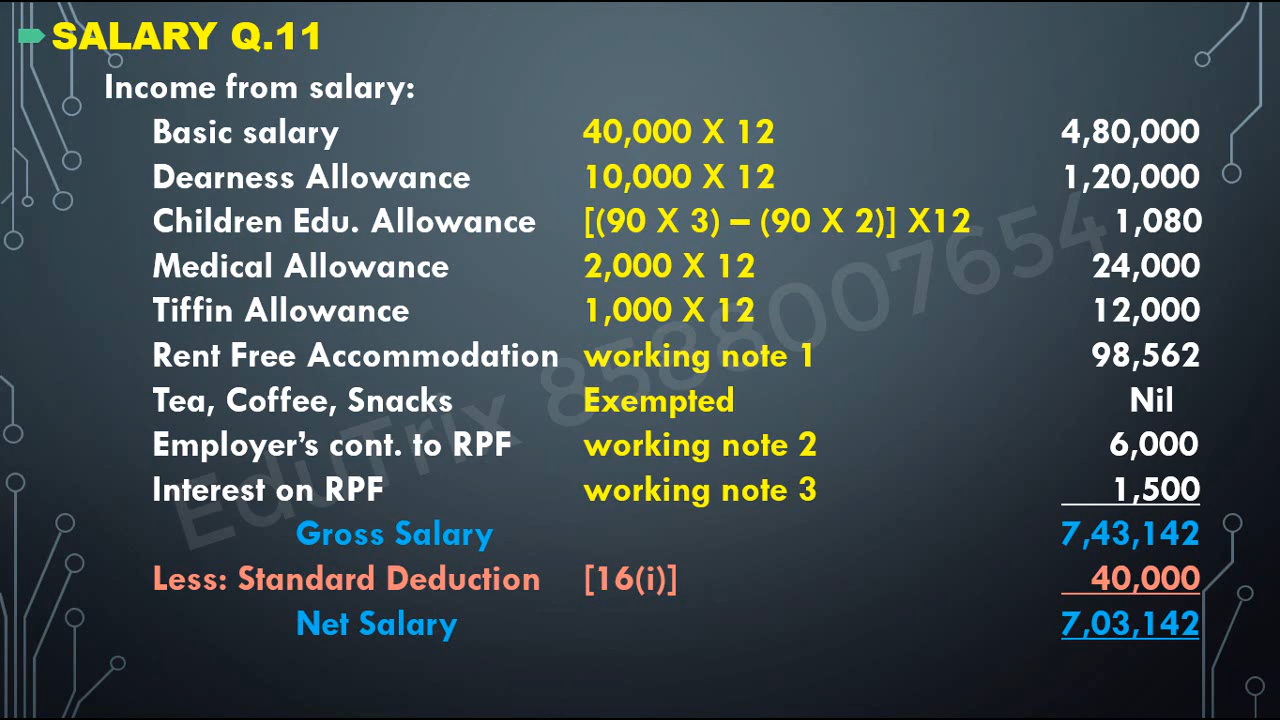 SALARY Q.11
Income from salary:
Basic salary 40,000 X 12 4,80,000
Dearness Allowance 10,000 X 12 1,20,000
Children Edu. Allowance [(90 X 3) – (90 X 2)] X12 1,080
Medical Allowance 2,000 X 12 24,000
Tiffin Allowance 1,000 X 12 12,000
Rent Free Accommodation working note 1 98,562
Tea, Coffee, Snacks Exempted Nil
Employer's cont. to RPF working note 2 6,000
Interest on RPF working note 3 1,500
Gross Salary 7,43,142
Less: Standard Deduction [16(i)] 40,000
Net Salary 7,03,142
EduTrix 8538007654